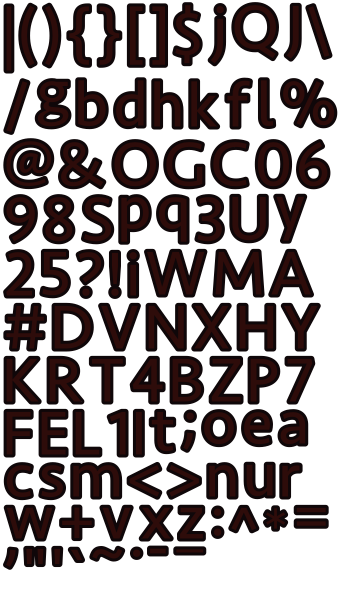 |(){}[]$jQJ\
/gbdhkfl%
@&OGC06
98Spq3Uy
25?!iWMA
#DVNXHY
KRT4BZP7
FEL1It;oea
csm<>nur
w+vxz:^*=
,"'`~·-_